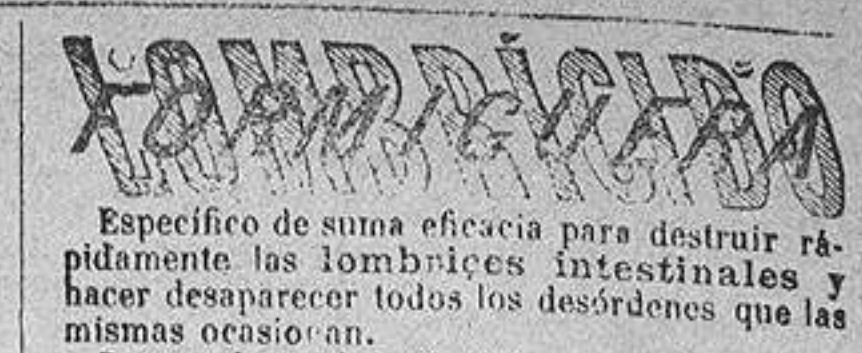 LOMBRICIDA
Específico de suma eficacia para destruir rá-
pidamente las lombrices intestinales y
hacer desaparecer todos los desórdenes que las
mismas ocasionan.